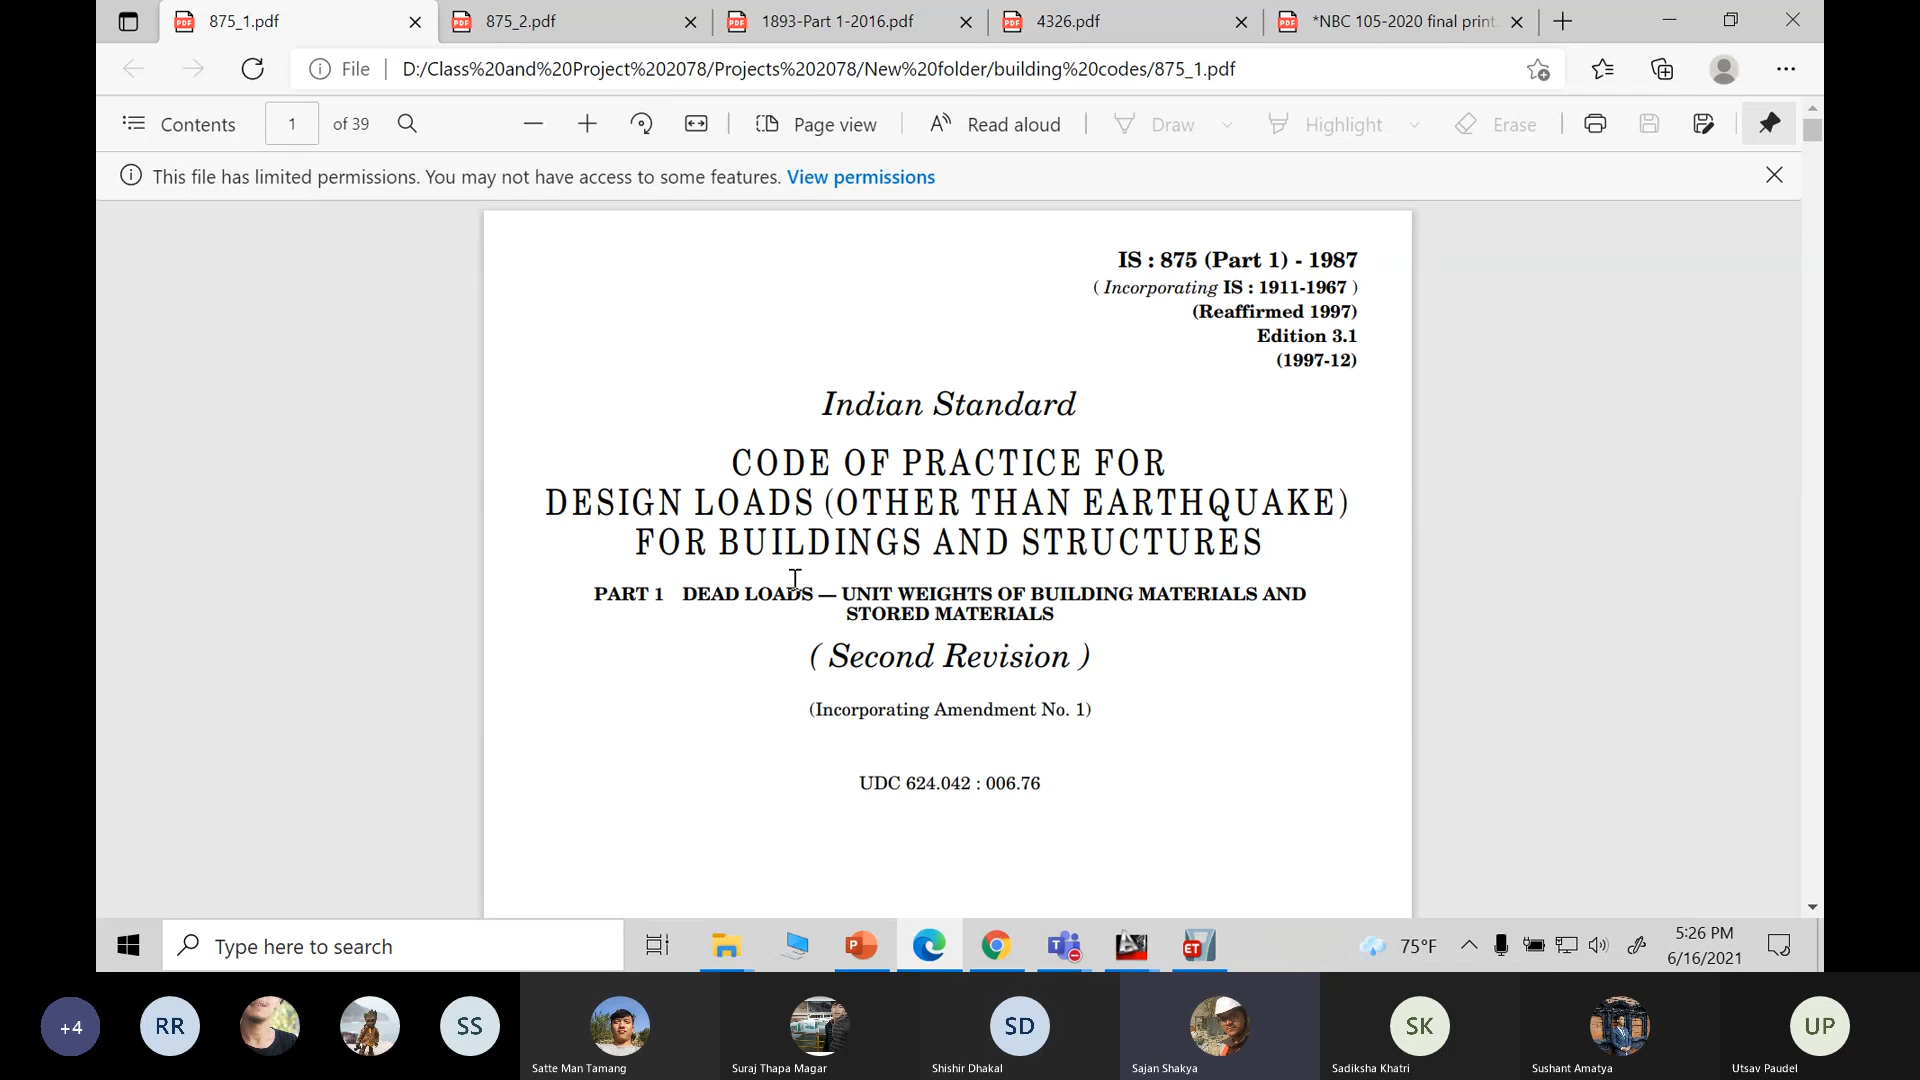 875_1.pdf
875_2.pdf
1893-Part 1-2016.pdf
4326.pdf
*NBC 105-2020 final print.
File
D:/Class%20and%20Project%202078/Projects%202078/New%20folder/building%20codes/875_1.pdf
Contents
1
of 39
Page view
Read aloud
Draw
Highlight
Erase
This file has limited permissions. You may not have access to some features. View permissions
IS : 875 (Part 1) - 1987
( Incorporating IS : 1911-1967 )
(Reaffirmed 1997)
Edition 3.1
(1997-12)
Indian Standard
CODE OF PRACTICE FOR
DESIGN LOADS (OTHER THAN EARTHQUAKE)
FOR BUILDINGS AND STRUCTURES
PART 1 DEAD LOADS — UNIT WEIGHTS OF BUILDING MATERIALS AND
STORED MATERIALS
( Second Revision )
(Incorporating Amendment No. 1)
UDC 624.042 : 006.76
Type here to search
75°F
5:26 PM
6/16/2021
+4
RR
SS
SD
SK
UP
Satte Man Tamang
Suraj Thapa Magar
Shishir Dhakal
Sajan Shakya
Sadiksha Khatri
Sushant Amatya
Utsav Paudel